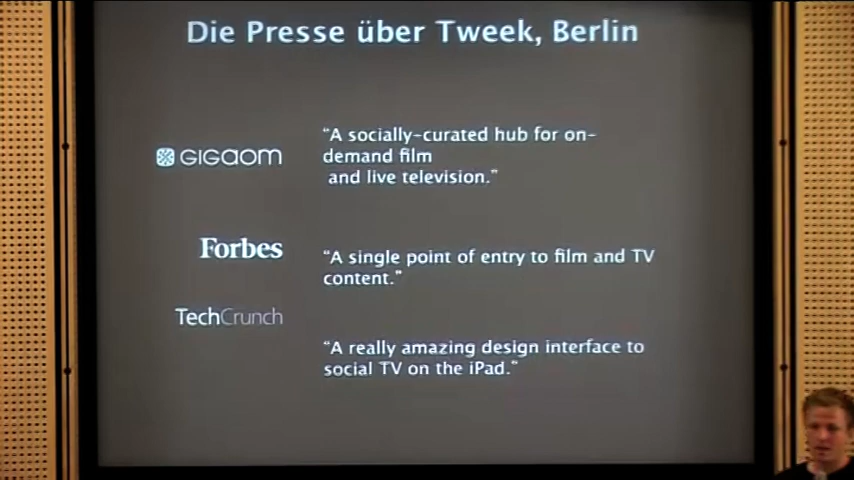 Die Presse über Tweek, Berlin
GIGAOM
"A socially-curated hub for on-
demand film
and live television."
Forbes
"A single point of entry to film and TV
content."
TechCrunch
"A really amazing design interface to
social TV on the iPad."